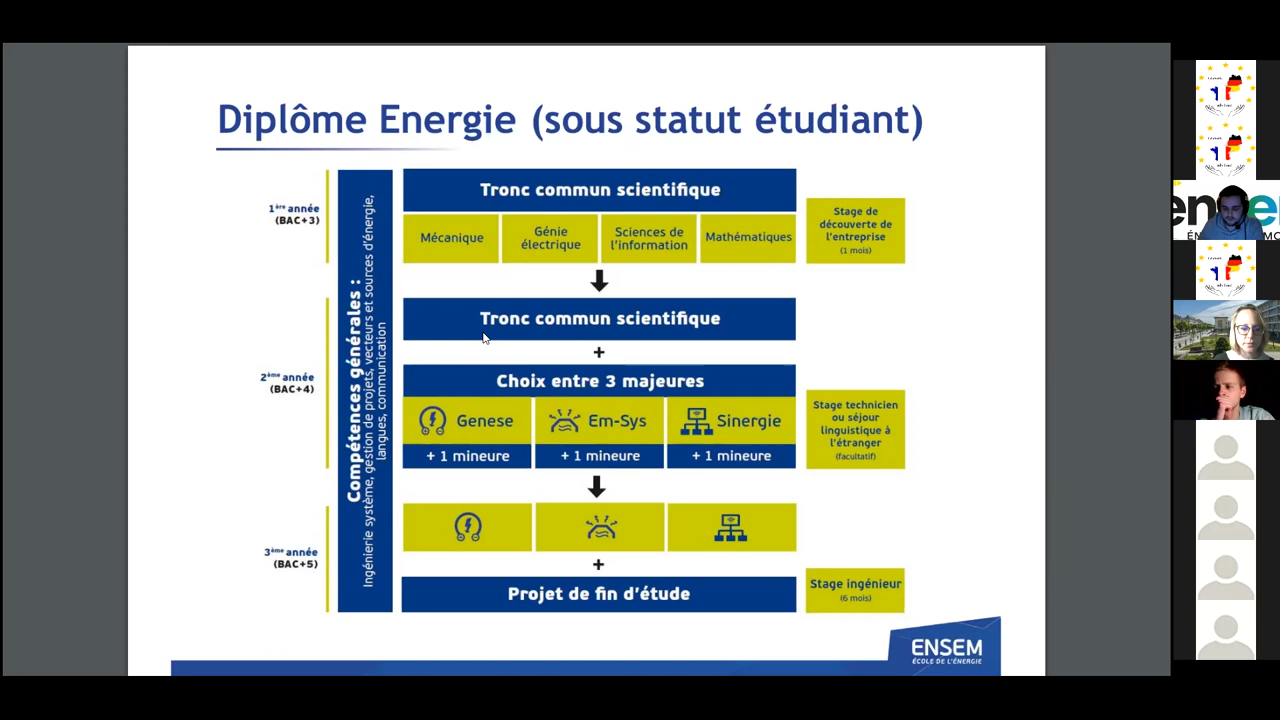 Diplôme Energie (sous statut étudiant)
1ère année
(BAC+3)
2ème année
(BAC+4)
3ème année
(BAC+5)
Compétences générales :
Ingénierie système, gestion de projets, vecteurs et sources d'énergie,
langues, communication
Tronc commun scientifique
Mécanique
Génie
électrique
Sciences de
l'information
Mathématiques
Stage de
découverte de
l'entreprise
(1 mois)
Tronc commun scientifique
+
Choix entre 3 majeures
Genese
Em-Sys
Sinergie
+ 1 mineure
+ 1 mineure
+ 1 mineure
Stage technicien
ou séjour
linguistique à
l'étranger
(facultatif)
+
Projet de fin d'étude
Stage ingénieur
(6 mois)
ENSEM
ÉCOLE DE L'ÉNERGIE